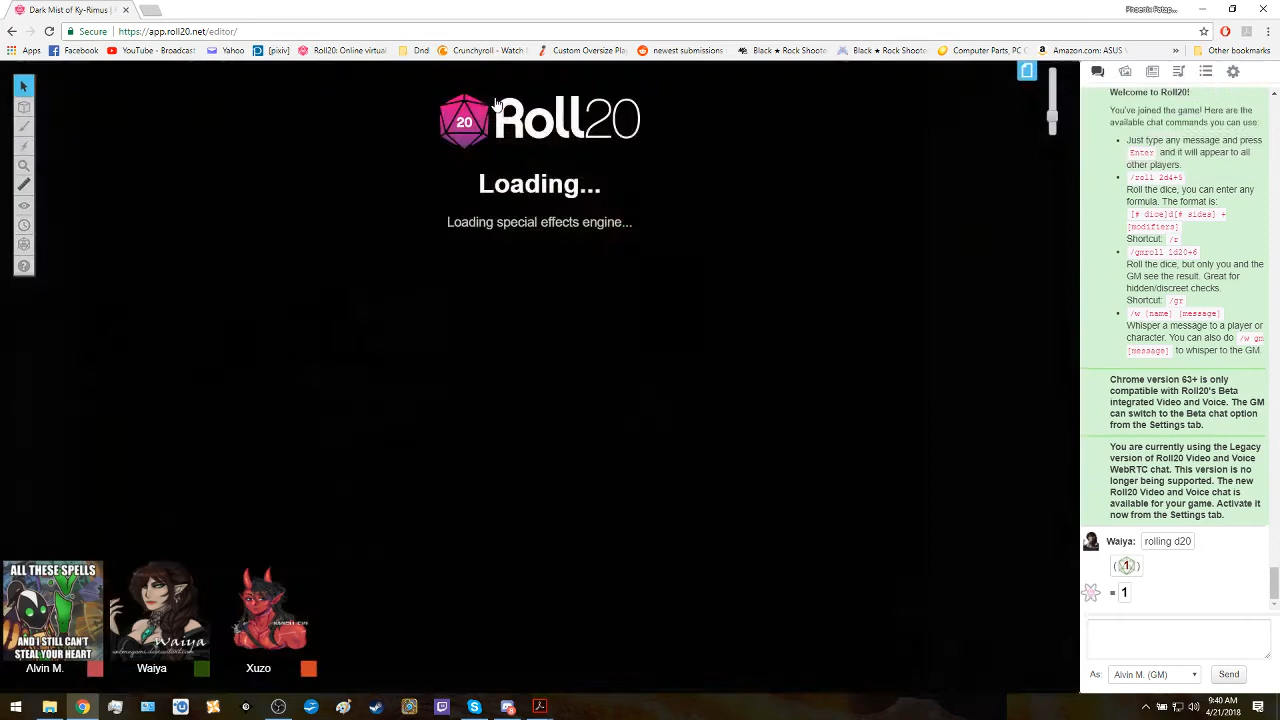 Dark Mist of Ky-Rimus |
Phoenix Potap...
Secure | https://app.roll20.net/editor/
Apps
Facebook
YouTube - Broadcast
Yahoo
[pixiv]
Roll20: Online virtual
Dnd
Crunchyroll - Watch
Custom Oversize Play
newest submi
Black ★ Rock Shoo
Black ★ Rock Shoo
Computer Parts, PC C
Amazon.com: ASUS
Other Bookmarks
20
Roll20
Loading...
Loading special effects engine...
Welcome to Roll20!
You've joined the game! Here are the
available chat commands you can use:
Just type any message and press
Enter and it will appear to all
other players.
/roll 2d4+5
Roll the dice, you can enter any
formula. The format is:
[# dice]d[# sides] +
[modifiers]
Shortcut: /r
/gmroll 1d20+6
Roll the dice, but only you and the
GM see the result. Great for
hidden/discreet checks.
Shortcut: /gr
/w [name] [message]
Whisper a message to a player or
character. You can also do /w gm
[message] to whisper to the GM.
Chrome version 63+ is only
compatible with Roll20's Beta
integrated Video and Voice. The GM
can switch to the Beta chat option
from the Settings tab.
You are currently using the Legacy
version of Roll20 Video and Voice
WebRTC chat. This version is no
longer being supported. The new
Roll20 Video and Voice chat is
available for your game. Activate it
now from the Settings tab.
Waiya: rolling d20
(1)
= 1
As: Alvin M. (GM)
Send
ALL THESE SPELLS
AND I STILL CAN'T
STEAL YOUR HEART
Waiya
Alvin M.
Waiya
Xuzo
9:40 AM
4/21/2018